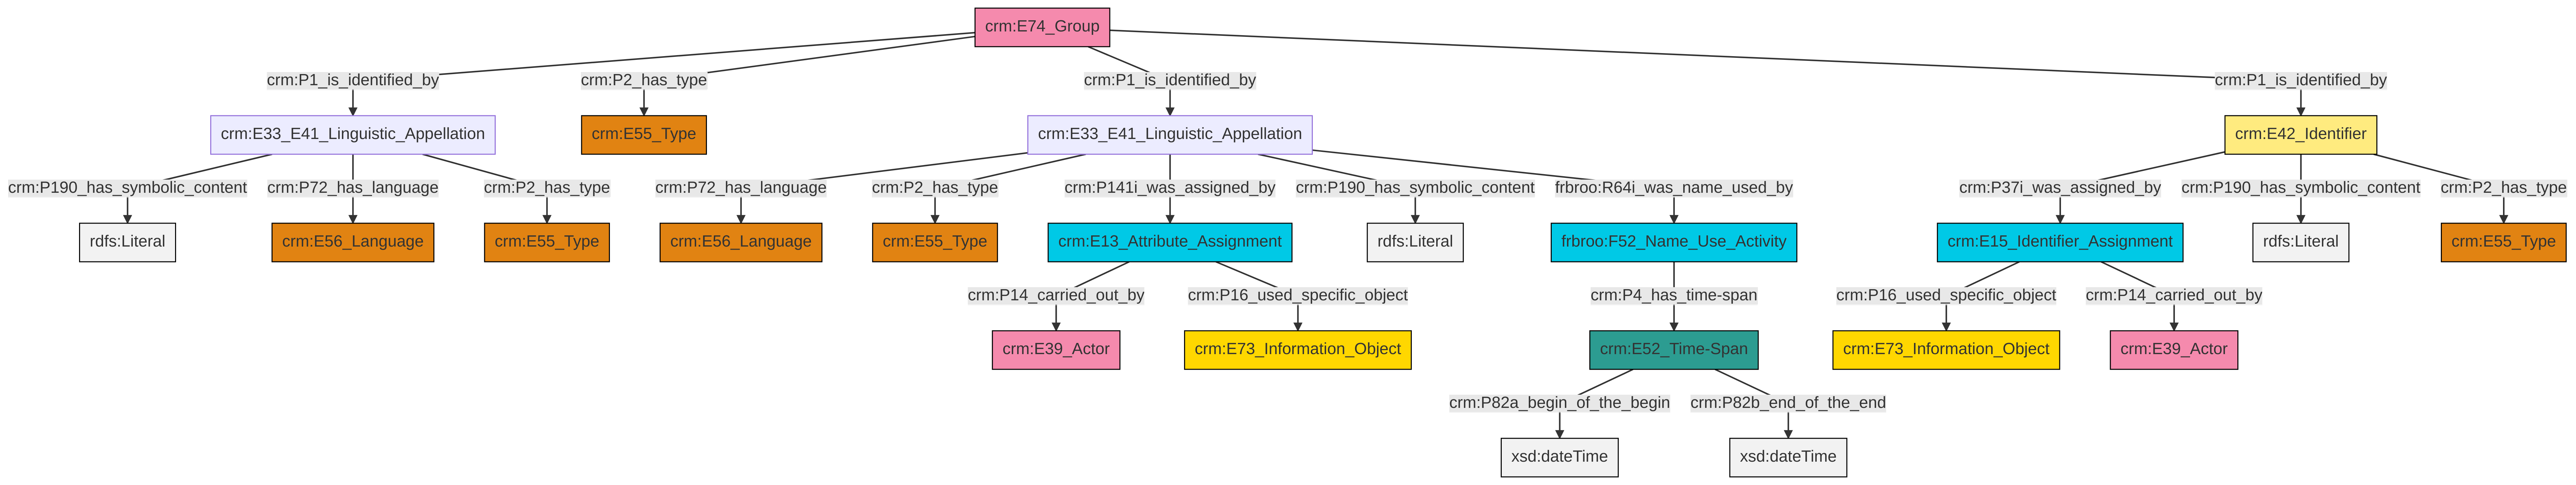 crm:E74_Group
crm:P1_is_identified_by
crm:P2_has_type
crm:P1_is_identified_by
crm:P1_is_identified_by
crm:E33_E41_Linguistic_Appellation
crm:E55_Type
crm:E33_E41_Linguistic_Appellation
crm:E42_Identifier
crm:P190_has_symbolic_content
crm:P72_has_language
crm:P2_has_type
crm:P72_has_language
crm:P2_has_type
crm:P141i_was_assigned_by
crm:P190_has_symbolic_content
frbroo:R64i_was_name_used_by
crm:P37i_was_assigned_by
crm:P190_has_symbolic_content
crm:P2_has_type
rdfs:Literal
crm:E56_Language
crm:E55_Type
crm:E56_Language
crm:E55_Type
crm:E13_Attribute_Assignment
rdfs:Literal
frbroo:F52_Name_Use_Activity
crm:E15_Identifier_Assignment
rdfs:Literal
crm:E55_Type
crm:P14_carried_out_by
crm:P16_used_specific_object
crm:P4_has_time-span
crm:P16_used_specific_object
crm:P14_carried_out_by
crm:E39_Actor
crm:E73_Information_Object
crm:E52_Time-Span
crm:E73_Information_Object
crm:E39_Actor
crm:P82a_begin_of_the_begin
crm:P82b_end_of_the_end
xsd:dateTime
xsd:dateTime